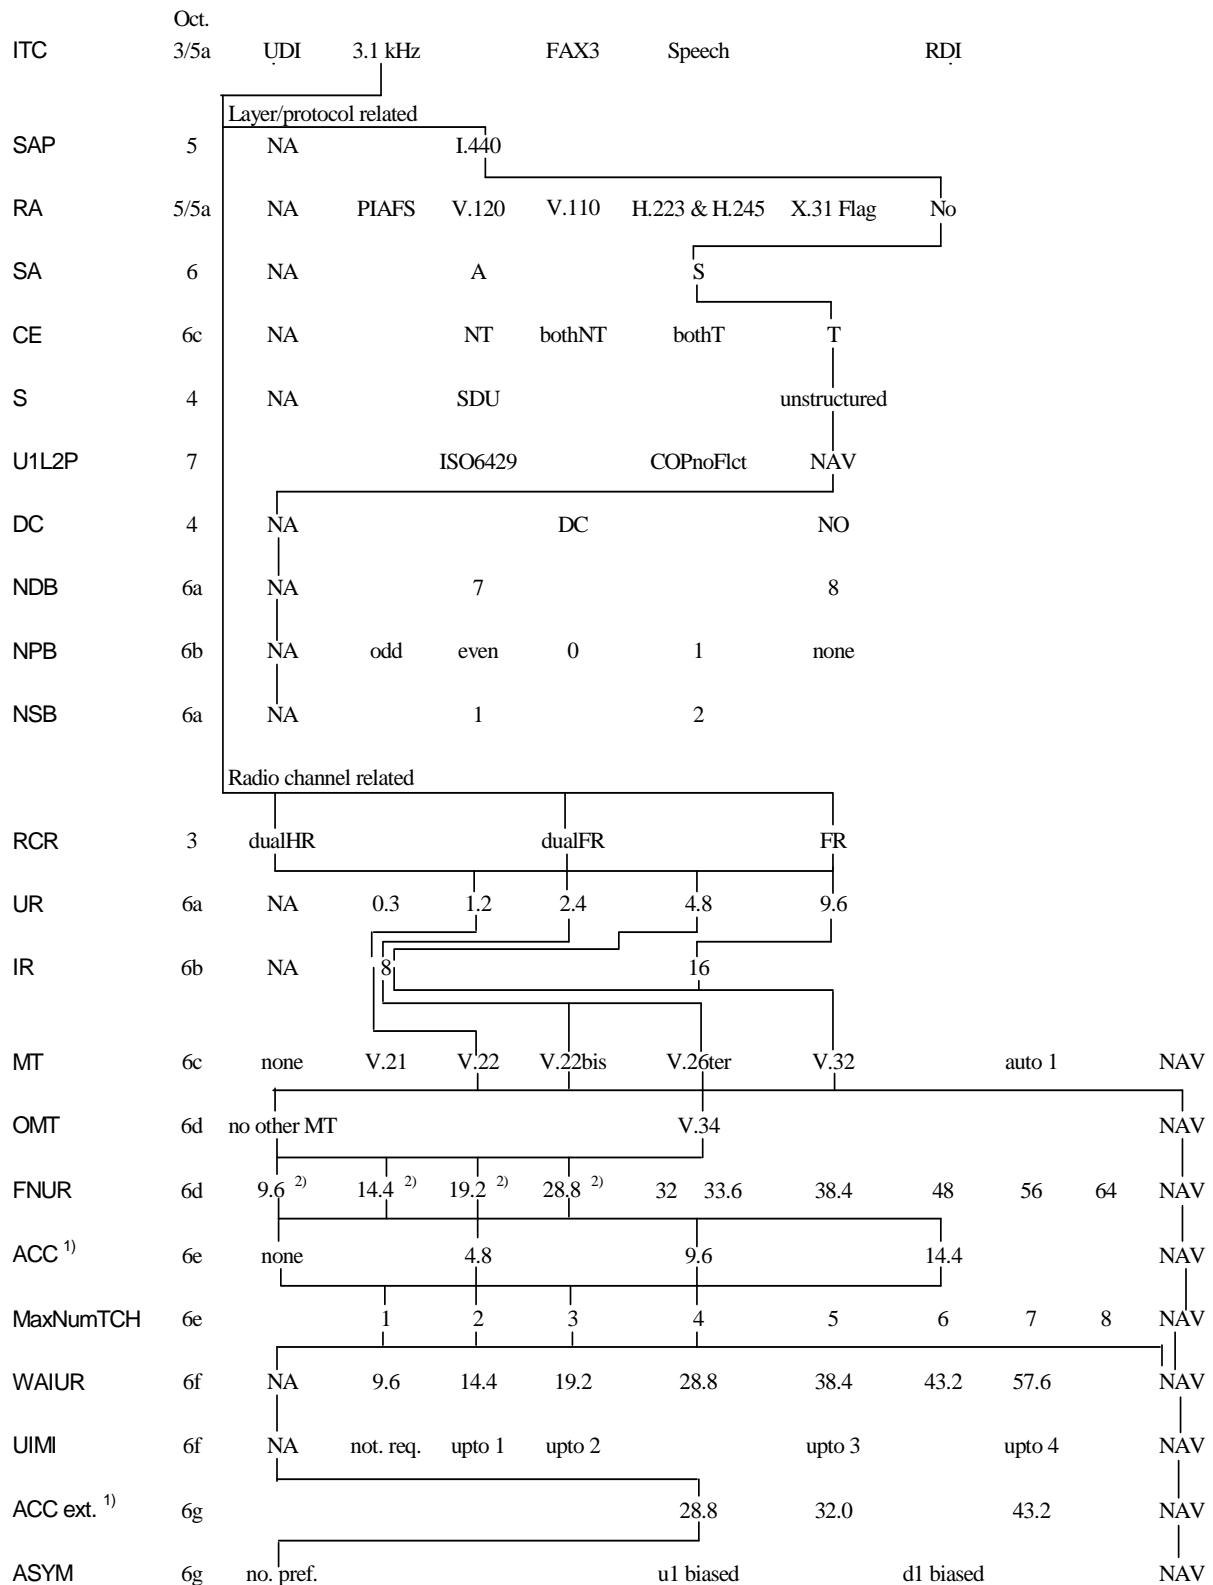 Oct.
ITC 3/5a UDI 3.1 kHz FAX3 Speech RDI
Layer/protocol related
SAP 5 NA I.440
RA 5/5a NA PIAFS V.120 V.110 H.223 & H.245 X.31 Flag No
SA 6 NA A S
CE 6c NA NT bothNT bothT T
S 4 NA SDU unstructured
U1L2P 7 ISO6429 COPnoFlct NAV
DC 4 NA DC NO
NDB 6a NA 7 8
NPB 6b NA odd even 0 1 none
NSB 6a NA 1 2
Radio channel related
RCR 3 dualHR dualFR FR
UR 6a NA 0.3 1.2 2.4 4.8 9.6
IR 6b NA 8 16
MT 6c none V.21 V.22 V.22bis V.26ter V.32 auto 1 NAV
OMT 6d no other MT V.34 NAV
FNUR 6d 9.6 2) 14.4 2) 19.2 2) 28.8 2) 32 33.6 38.4 48 56 64 NAV
ACC 1) 6e none 4.8 9.6 14.4 NAV
MaxNumTCH 6e 1 2 3 4 5 6 7 8 NAV
WAIUR 6f NA 9.6 14.4 19.2 28.8 38.4 43.2 57.6 NAV
UIMI 6f NA not. req. upto 1 upto 2 upto 3 upto 4 NAV
ACC ext. 1) 6g 28.8 32.0 43.2 NAV
ASYM 6g no. pref. u1 biased d1 biased NAV